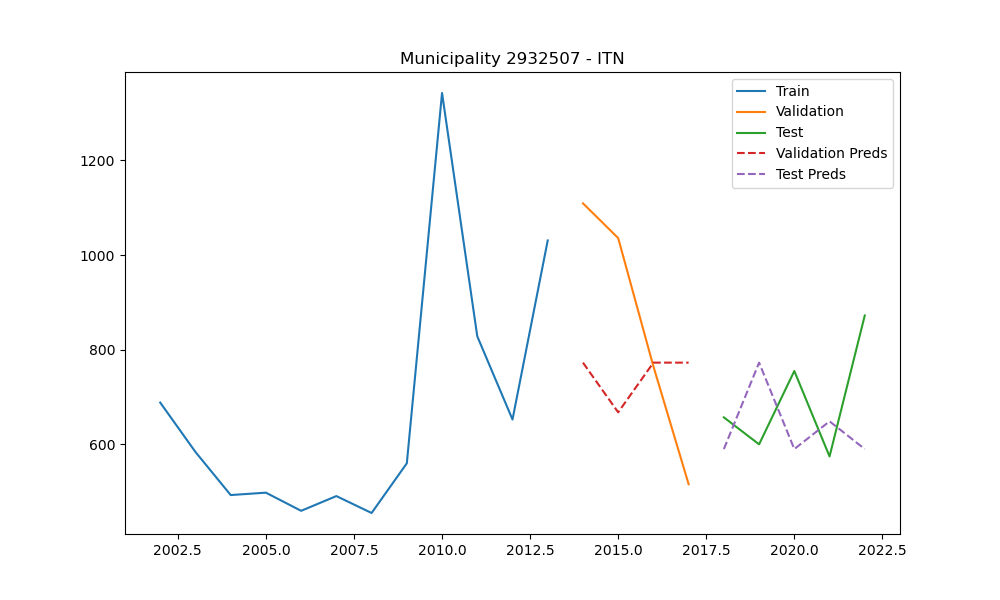 Municipality 2932507 - ITN
Train
Validation
Test
Validation Preds
Test Preds
1200
1000
800
600
2002.5 2005.0 2007.5 2010.0 2012.5 2015.0 2017.5 2020.0 2022.5